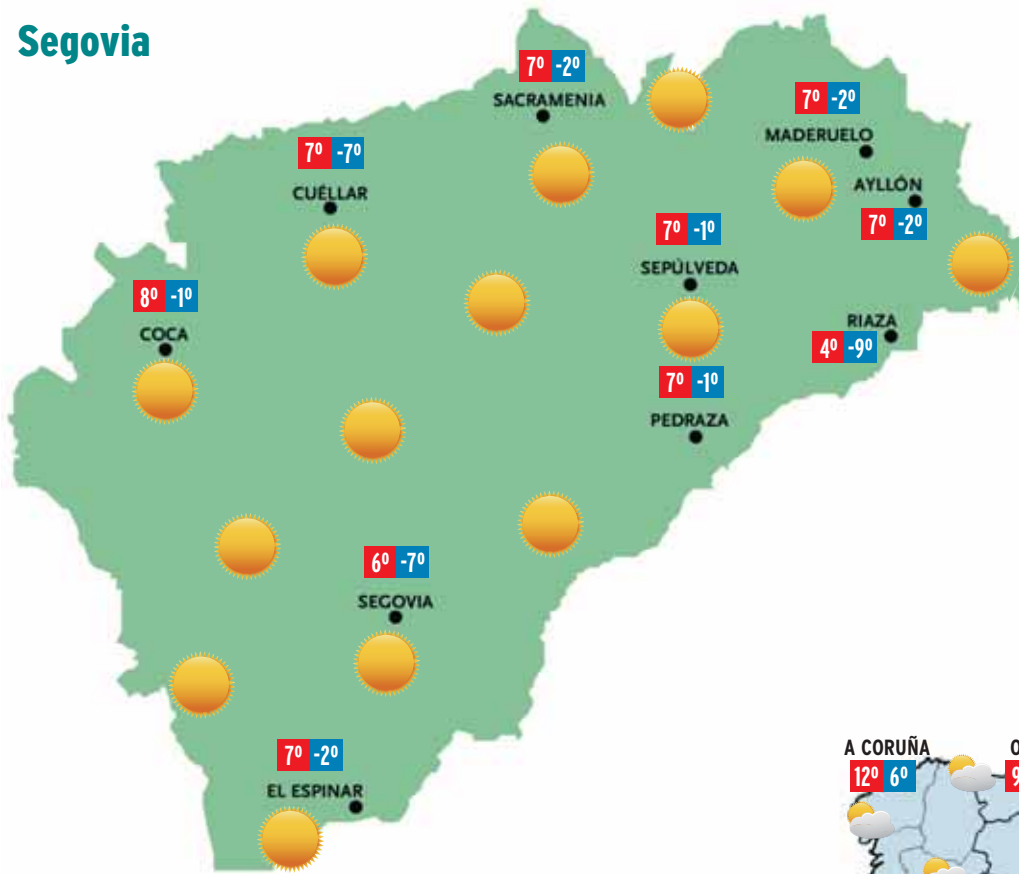 Segovia
7º -2º
SACRAMENIA
7º -2º
MADERUELO
7º -7º
CUÉLLAR
AYLLÓN
7º -2º
7º -1º
SEPÚLVEDA
8º -1º
COCA
RIAZA
4º -9º
7º -1º
PEDRAZA
6º -7º
SEGOVIA
7º -2º
EL ESPINAR
A CORUÑA
12º 6º
O
9